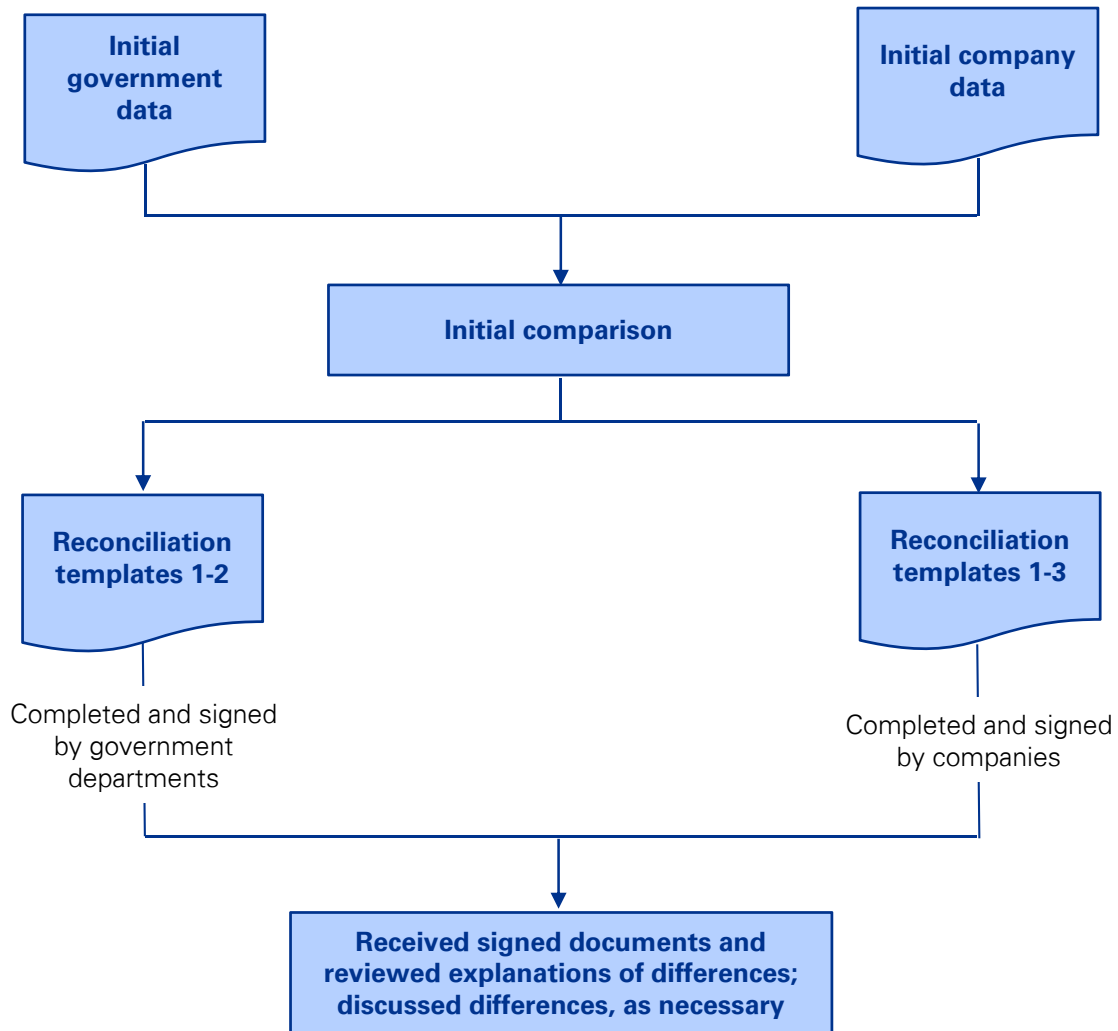 Initial
government
data
Initial company
data
Initial comparison
Reconciliation
templates 1-2
Reconciliation
templates 1-3
Completed and signed
by government
departments
Completed and signed
by companies
Received signed documents and
reviewed explanations of differences;
discussed differences, as necessary